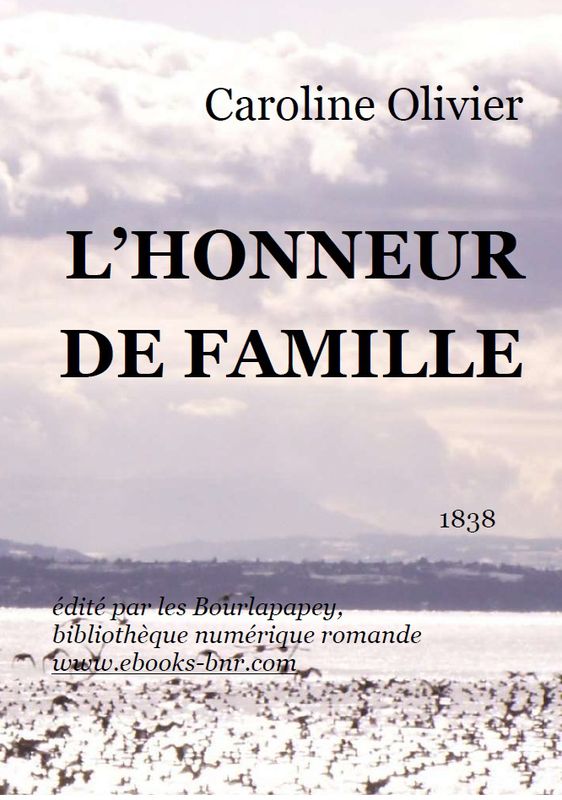 Caroline Olivier
L’HONNEUR
DE FAMILLE
1838
édité par les Bourlapapey,
bibliothèque numérique romande
www.ebooks-bnr.com